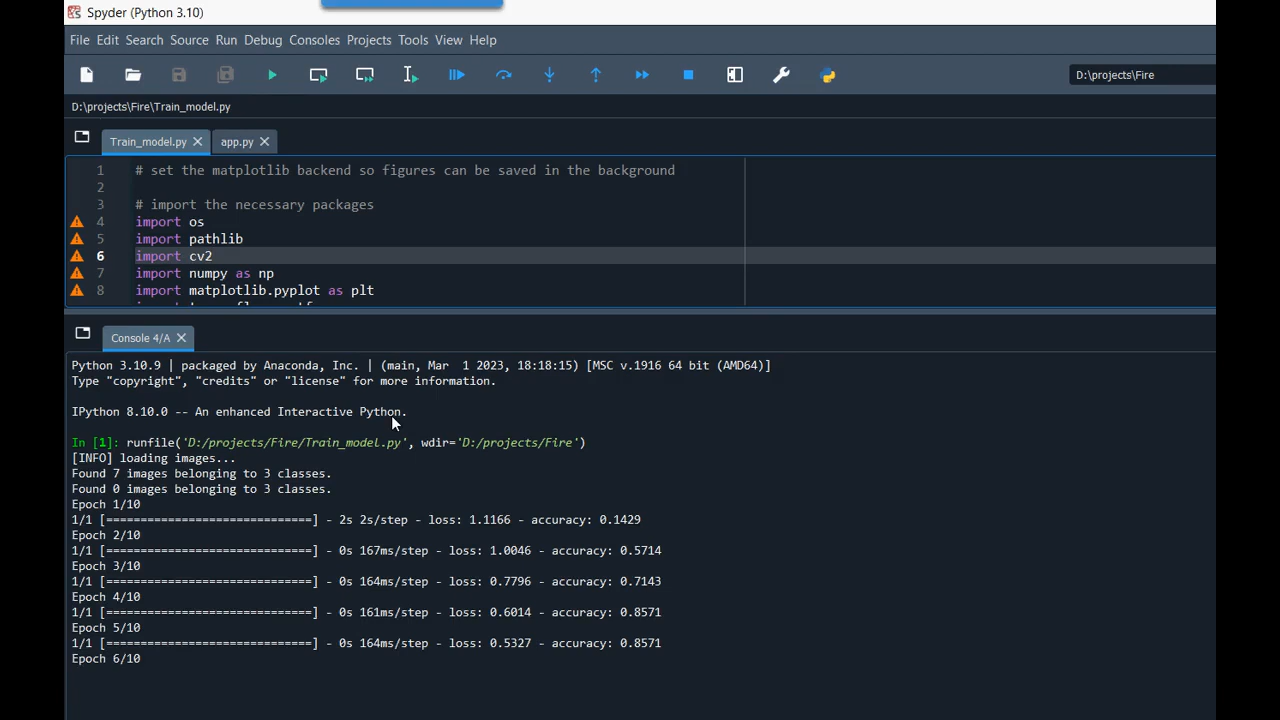 Spyder (Python 3.10)
File Edit Search Source Run Debug Consoles Projects Tools View Help
D:\projects\Fire
D:\projects\Fire\Train_model.py
Train_model.py app.py
1 # set the matplotlib backend so figures can be saved in the background
2
3 # import the necessary packages
4 import os
5 import pathlib
6 import cv2
7 import numpy as np
8 import matplotlib.pyplot as plt
Console 4/A
Python 3.10.9 | packaged by Anaconda, Inc. | (main, Mar  1 2023, 18:18:15) [MSC v.1916 64 bit (AMD64)]
Type "copyright", "credits" or "license" for more information.
IPython 8.10.0 -- An enhanced Interactive Python.
In [1]: runfile('D:/projects/Fire/Train_model.py', wdir='D:/projects/Fire')
[INFO] loading images...
Found 7 images belonging to 3 classes.
Found 0 images belonging to 3 classes.
Epoch 1/10
1/1 [==============================] - 2s 2s/step - loss: 1.1166 - accuracy: 0.1429
Epoch 2/10
1/1 [==============================] - 0s 167ms/step - loss: 1.0046 - accuracy: 0.5714
Epoch 3/10
1/1 [==============================] - 0s 164ms/step - loss: 0.7796 - accuracy: 0.7143
Epoch 4/10
1/1 [==============================] - 0s 161ms/step - loss: 0.6014 - accuracy: 0.8571
Epoch 5/10
1/1 [==============================] - 0s 164ms/step - loss: 0.5327 - accuracy: 0.8571
Epoch 6/10